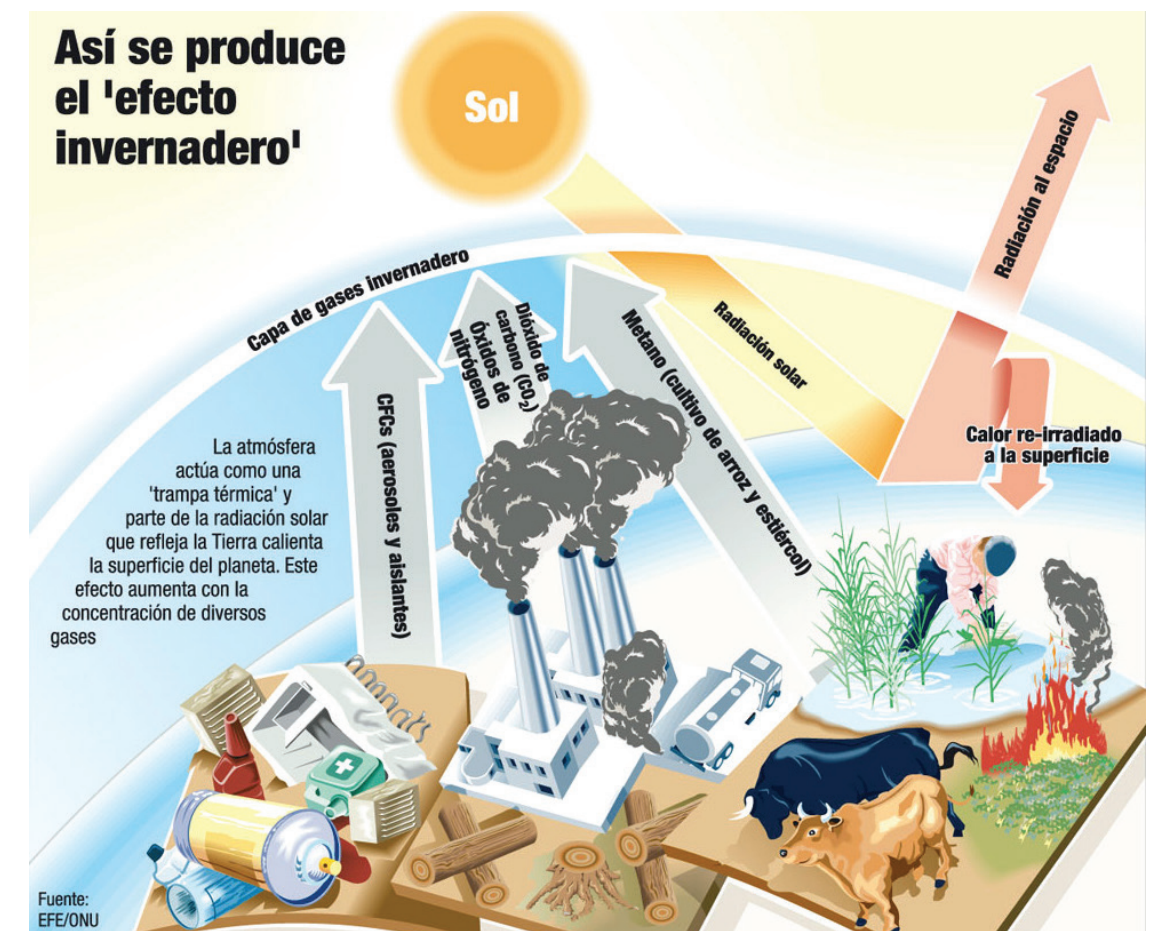 Así se produce
el 'efecto
invernadero'
Sol
Radiación al espacio
Capa de gases invernadero
Dióxido de
carbono (CO₂)
Óxidos de
nitrógeno
Metano (cultivo de arroz y estiércol)
Radiación solar
CFCs (aerosoles y aislantes)
Calor re-irradiado
a la superficie
La atmósfera
actúa como una
'trampa térmica' y
parte de la radiación solar
que refleja la Tierra calienta
la superficie del planeta. Este
efecto aumenta con la
concentración de diversos
gases
Fuente:
EFE/ONU